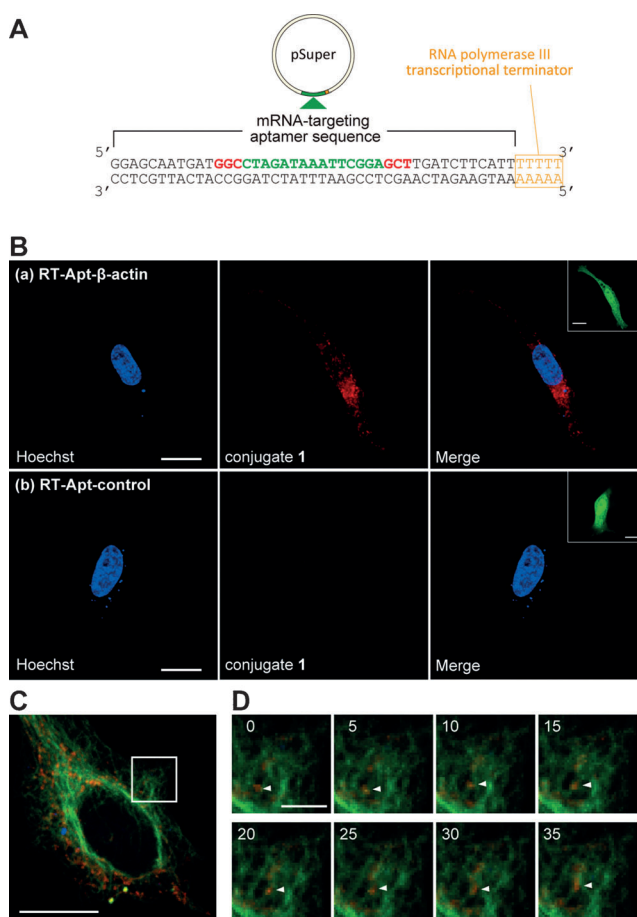 A
pSuper
RNA polymerase III
transcriptional terminator
mRNA-targeting
aptamer sequence
5′ 3′
GGAGCAATGATGGCCTAGATAAATTCGGAGCTTGATCTTCATTTTTTT
CCTCGTTACTACCGGATCTATTTAAGCCTCGAACTAGAAGTAAAAAAA
3′ 5′
B
(a) RT-Apt-β-actin
Hoechst
conjugate 1
Merge
(b) RT-Apt-control
Hoechst
conjugate 1
Merge
C
D
0 5 10 15
20 25 30 35